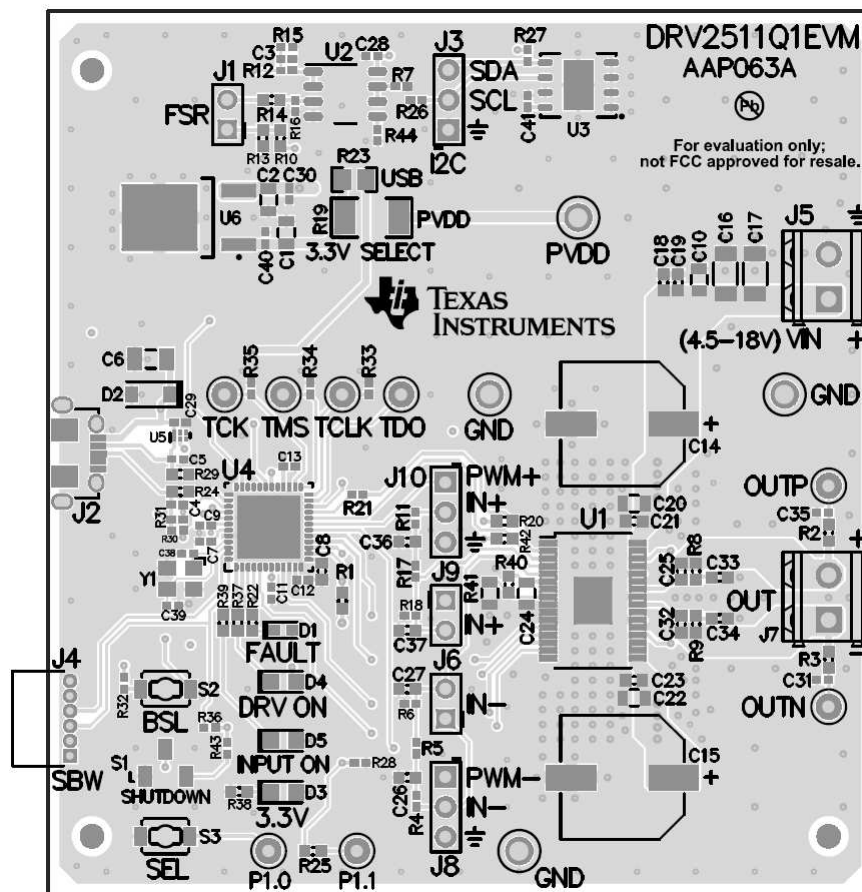 DRV2511Q1EVM
AAP063A
Pb
For evaluation only;
not FCC approved for resale.
R15
C3
R12
U2
C28
J3
R27
J1
R7
SDA
SCL
R26
FSR
R14
R16
R44
C41
U3
R13
R10
I2C
R23
USB
C2
C30
U6
R19
PVDD
PVDD
3.3V
SELECT
C40
C1
C18
C19
C10
C16
C17
J5
TEXAS
INSTRUMENTS
(4.5-18V)
VIN
+
C6
R35
R34
R33
D2
GND
TCK
TMS
TCLK
TDO
GND
+
C14
C29
U5
C5
R29
R24
J2
U4
C13
R21
J10
PWM+
IN+
OUTP
C4
C9
R31
R30
C38
C7
R11
C36
R20
R42
U1
C20
C21
C35
R2
Y1
C8
R1
R17
J9
R40
R41
R8
C25
C33
OUT
C39
C11
C12
R39
R37
R22
R18
C37
IN+
C24
C32
C34
R9
J7
D1
FAULT
J4
S2
R32
BSL
D4
DRV ON
C27
J6
R6
IN-
C23
C22
R3
C31
OUTN
R36
R43
D5
INPUT ON
R5
S1
SHUTDOWN
SBW
R28
C26
PWM-
IN-
C15
+
R38
D3
3.3V
R4
S3
SEL
J8
R25
P1.0
P1.1
GND